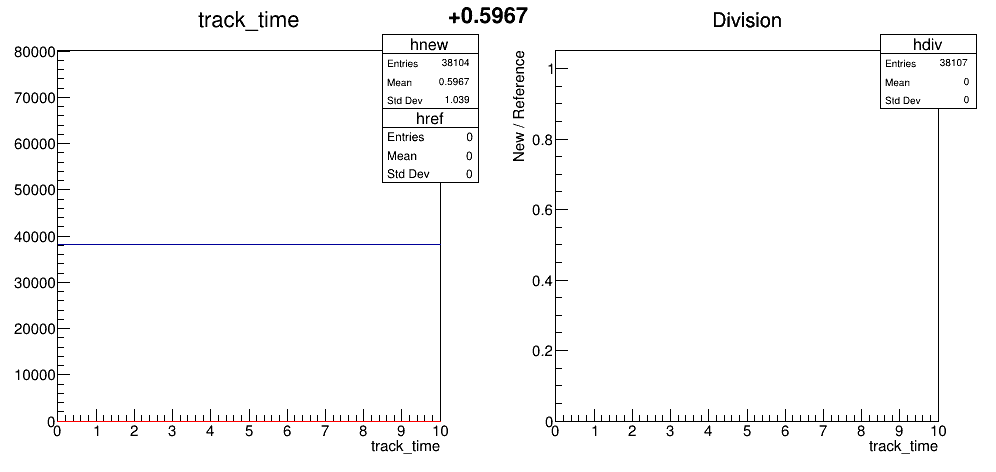 track_time
+0.5967
Division
hnew
Entries 38104
Mean 0.5967
Std Dev 1.039
href
Entries 0
Mean 0
Std Dev 0
80000
70000
60000
50000
40000
30000
20000
10000
0
0 1 2 3 4 5 6 7 8 9 10
track_time
hdiv
Entries 38107
Mean 0
Std Dev 0
New / Reference
1
0.8
0.6
0.4
0.2
0
0 1 2 3 4 5 6 7 8 9 10
track_time